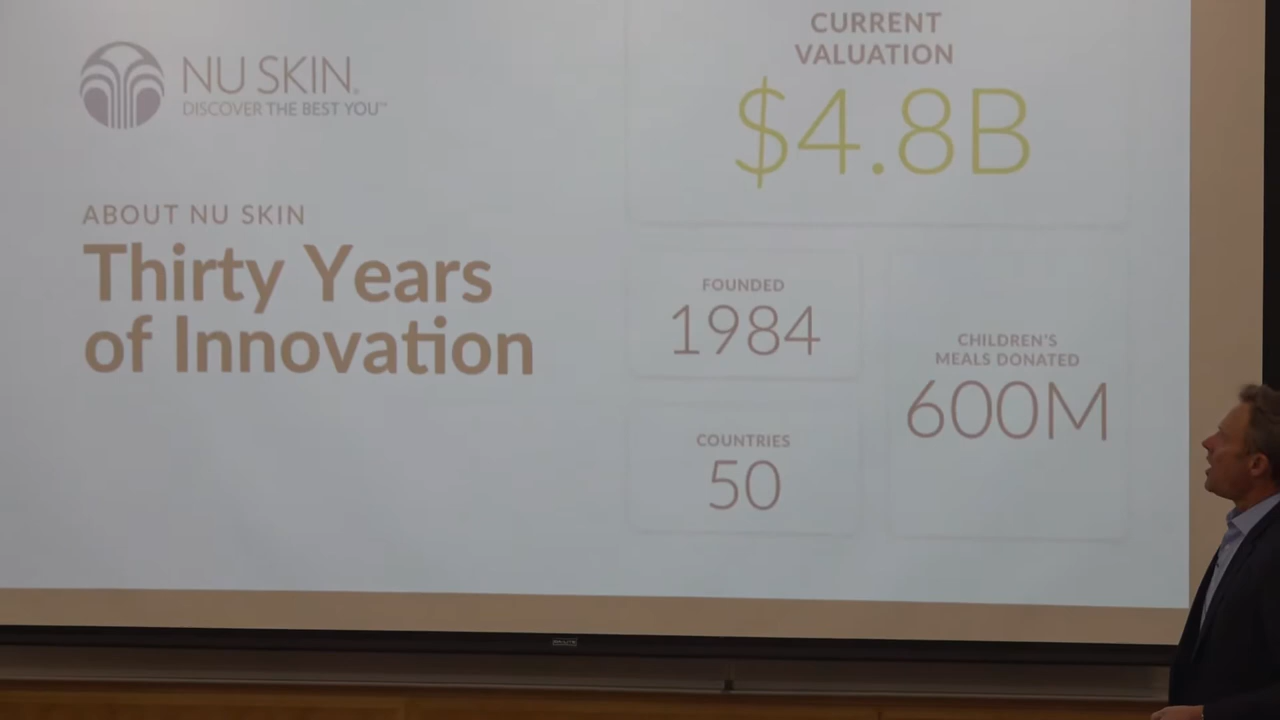 NU SKIN.
DISCOVER THE BEST YOU™
ABOUT NU SKIN
Thirty Years
of Innovation
CURRENT
VALUATION
$4.8B
FOUNDED
1984
COUNTRIES
50
CHILDREN'S
MEALS DONATED
600M